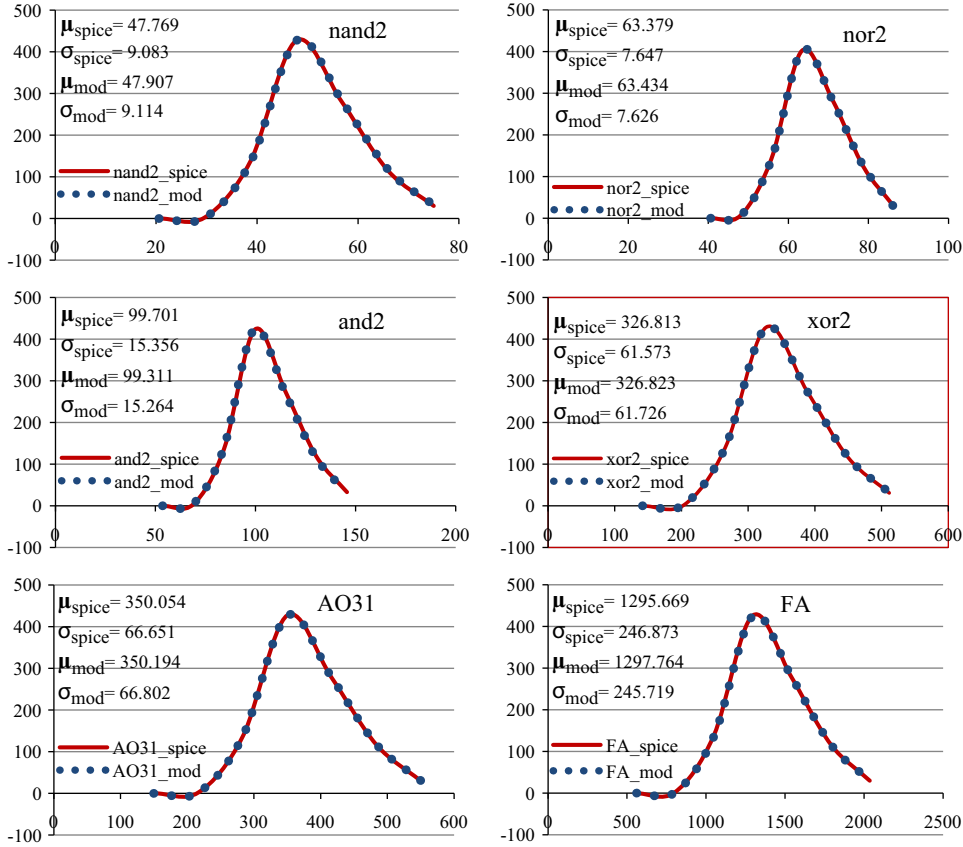 nand2
μspice= 47.769
σspice= 9.083
μmod= 47.907
σmod= 9.114
nand2_spice
nand2_mod
500
400
300
200
100
0
-100
0 20 40 60 80
nor2
μspice= 63.379
σspice= 7.647
μmod= 63.434
σmod= 7.626
nor2_spice
nor2_mod
500
400
300
200
100
0
-100
0 20 40 60 80 100
and2
μspice= 99.701
σspice= 15.356
μmod= 99.311
σmod= 15.264
and2_spice
and2_mod
500
400
300
200
100
0
-100
0 50 100 150 200
xor2
μspice= 326.813
σspice= 61.573
μmod= 326.823
σmod= 61.726
xor2_spice
xor2_mod
500
400
300
200
100
0
-100
0 100 200 300 400 500 600
AO31
μspice= 350.054
σspice= 66.651
μmod= 350.194
σmod= 66.802
AO31_spice
AO31_mod
500
400
300
200
100
0
-100
0 100 200 300 400 500 600
FA
μspice= 1295.669
σspice= 246.873
μmod= 1297.764
σmod= 245.719
FA_spice
FA_mod
500
400
300
200
100
0
-100
0 500 1000 1500 2000 2500